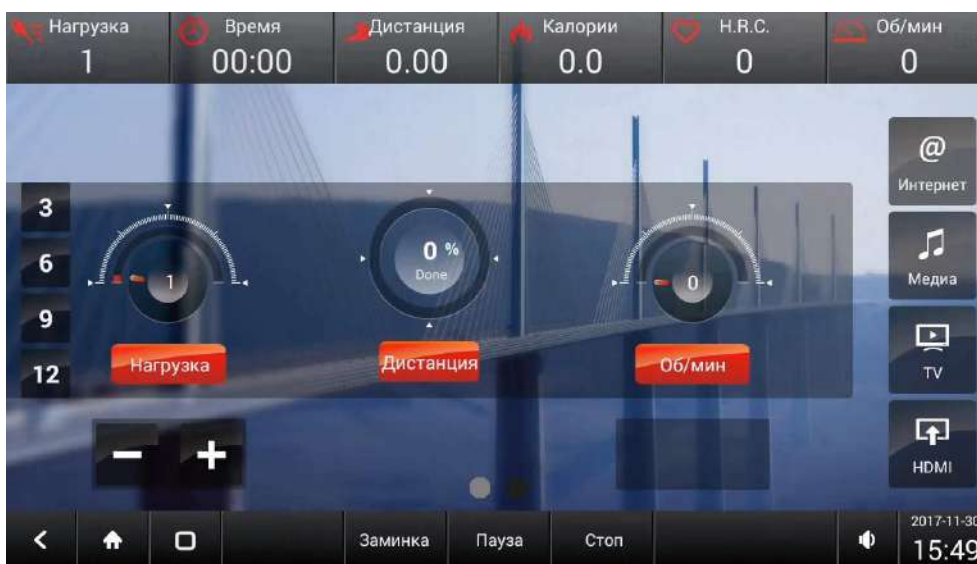 Нагрузка Время Дистанция Калории H.R.C. Об/мин
1 00:00 0.00 0.0 0 0
@
Интернет
3
6
9
12
1
0 %
Done
0
Нагрузка Дистанция Об/мин
Медиа
TV
HDMI
− +
Заминка Пауза Стоп
2017-11-30
15:49